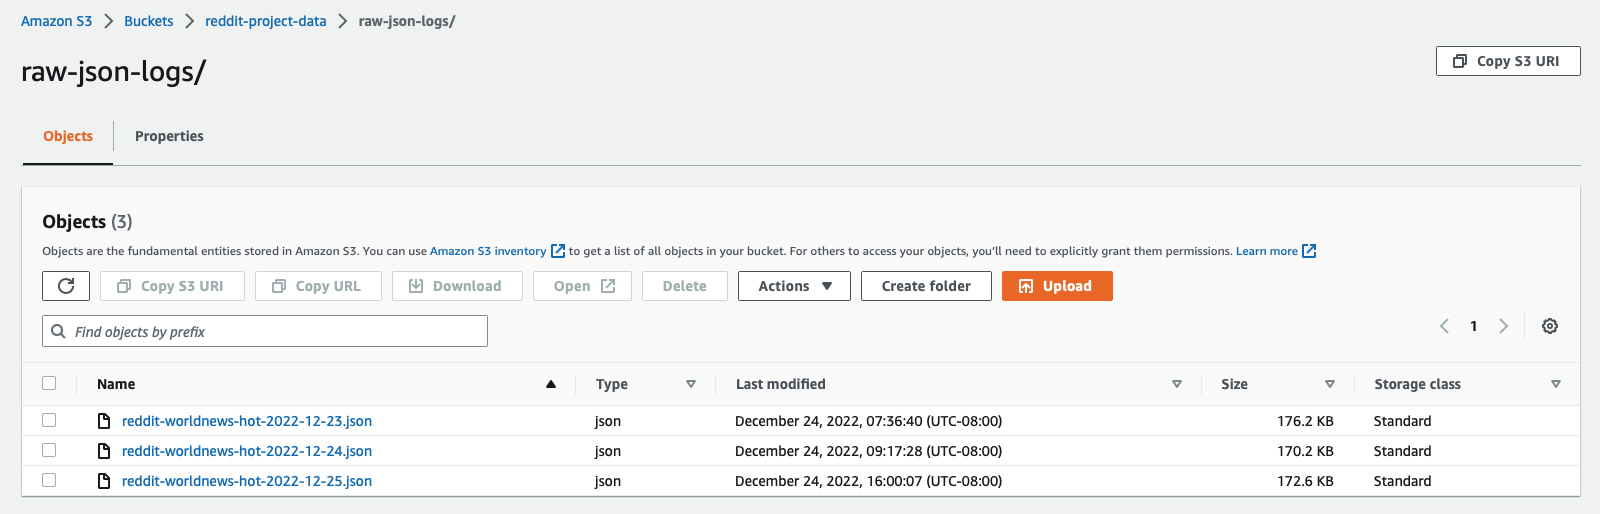 Amazon S3 > Buckets > reddit-project-data > raw-json-logs/
raw-json-logs/
Copy S3 URI
Objects Properties
Objects (3)
Objects are the fundamental entities stored in Amazon S3. You can use Amazon S3 inventory to get a list of all objects in your bucket. For others to access your objects, you’ll need to explicitly grant them permissions. Learn more
Copy S3 URI Copy URL Download Open Delete Actions Create folder Upload
Find objects by prefix
1
Name Type Last modified Size Storage class
reddit-worldnews-hot-2022-12-23.json json December 24, 2022, 07:36:40 (UTC-08:00) 176.2 KB Standard
reddit-worldnews-hot-2022-12-24.json json December 24, 2022, 09:17:28 (UTC-08:00) 170.2 KB Standard
reddit-worldnews-hot-2022-12-25.json json December 24, 2022, 16:00:07 (UTC-08:00) 172.6 KB Standard